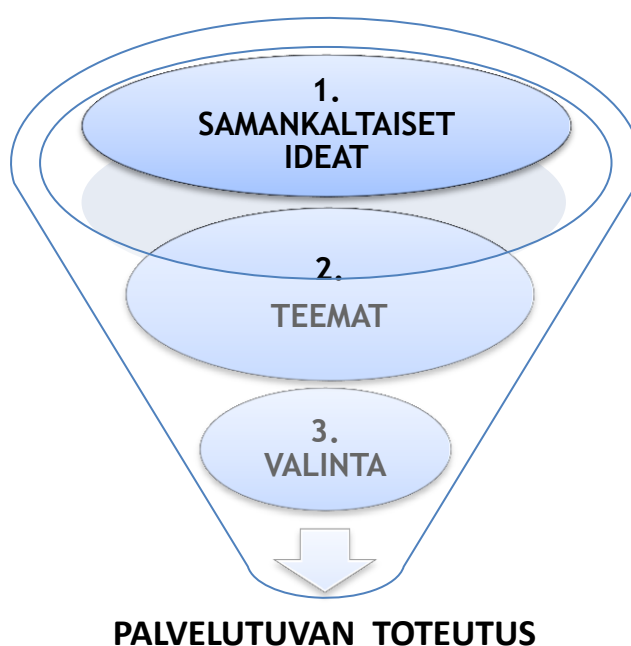 1.
SAMANKALTAISET
IDEAT
2.
TEEMAT
3.
VALINTA
PALVELUTUVAN TOTEUTUS